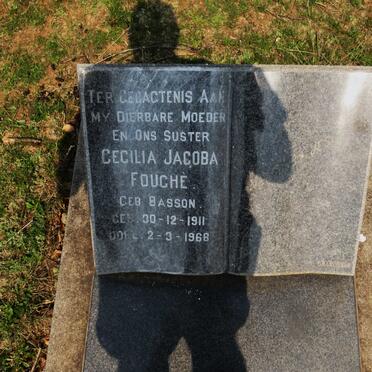 TER GEDAGTENIS AAN
MY DIERBARE MOEDER
EN ONS SUSTER
CECILIA JACOBA
FOUCHÉ.
GEB BASSON.
GEB. 30-12-1911
2-3-1968